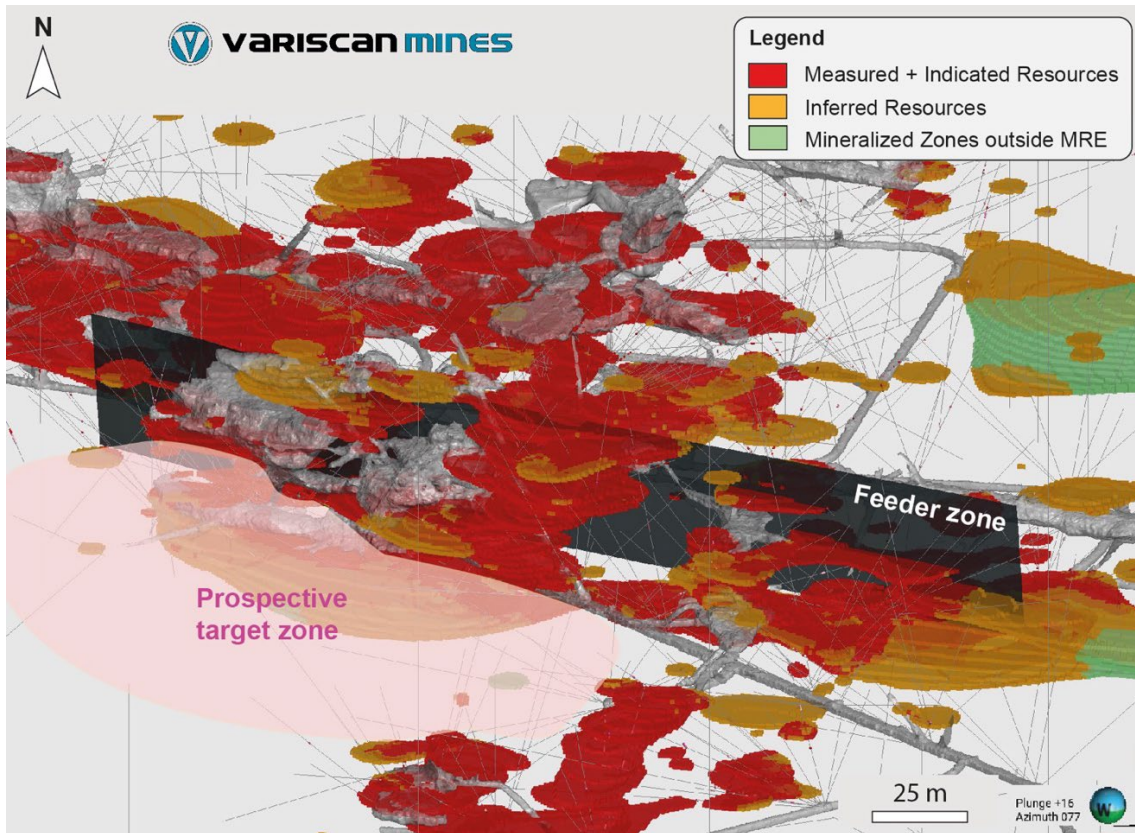 N
VARISCAN MINES
Legend
Measured + Indicated Resources
Inferred Resources
Mineralized Zones outside MRE
Feeder zone
Prospective
target zone
25 m
Plunge +16
Azimuth 077
W